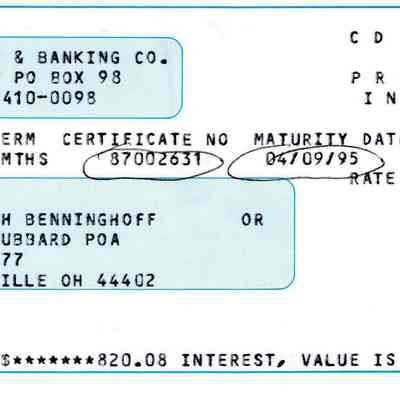 C D
& BANKING CO.
PO BOX 98
P R
410-0098
I N
ERM CERTIFICATE NO MATURITY DAT
MTHS 87002631 04/09/95
RATE
H BENNINGHOFF OR
UBBARD POA
77
ILLE OH 44402
$*******820.08 INTEREST, VALUE IS